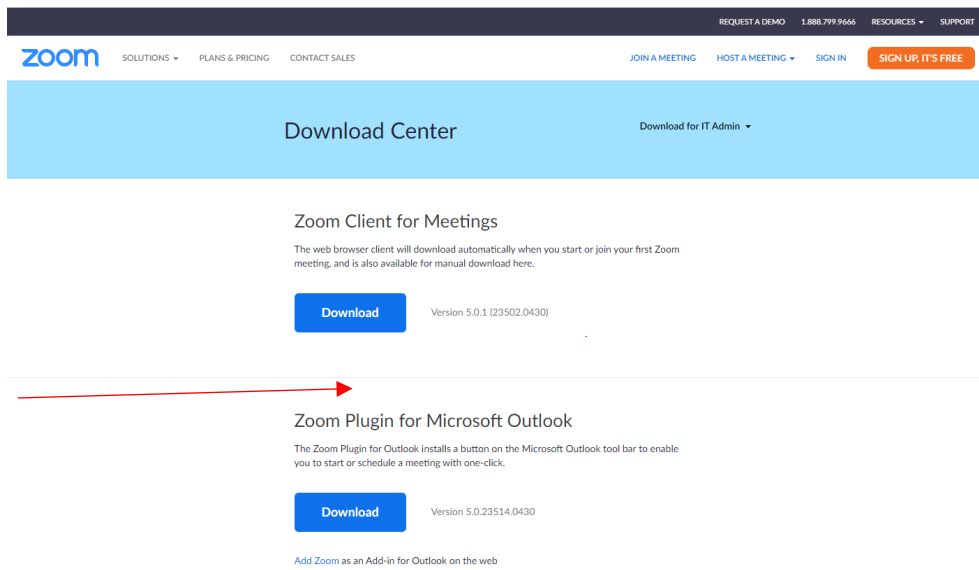 REQUEST A DEMO 1.888.799.9666 RESOURCES SUPPORT
zoom SOLUTIONS PLANS & PRICING CONTACT SALES JOIN A MEETING HOST A MEETING SIGN IN SIGN UP, IT'S FREE
Download Center Download for IT Admin
Zoom Client for Meetings
The web browser client will download automatically when you start or join your first Zoom
meeting, and is also available for manual download here.
Download Version 5.0.1 (23502.0430)
Zoom Plugin for Microsoft Outlook
The Zoom Plugin for Outlook installs a button on the Microsoft Outlook tool bar to enable
you to start or schedule a meeting with one-click.
Download Version 5.0.23514.0430
Add Zoom as an Add-in for Outlook on the web